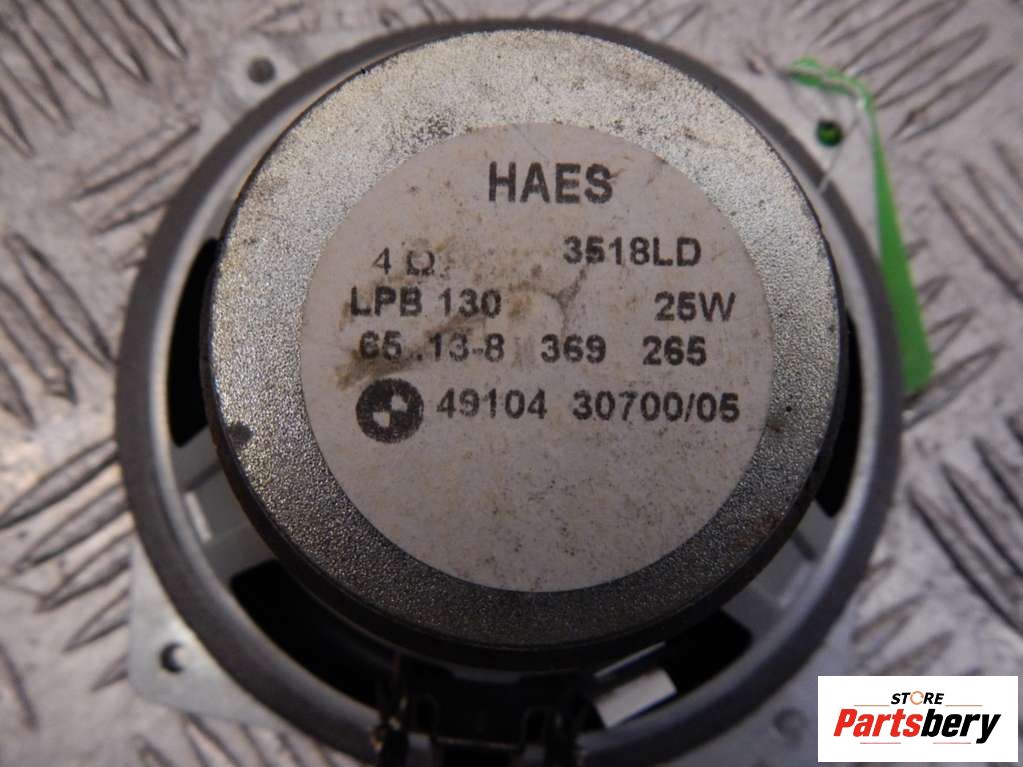 HAES
4 Ω 3518LD
LPB 130 25W
65.13-8 369 265
49104 30700/05
STORE
Partsbery